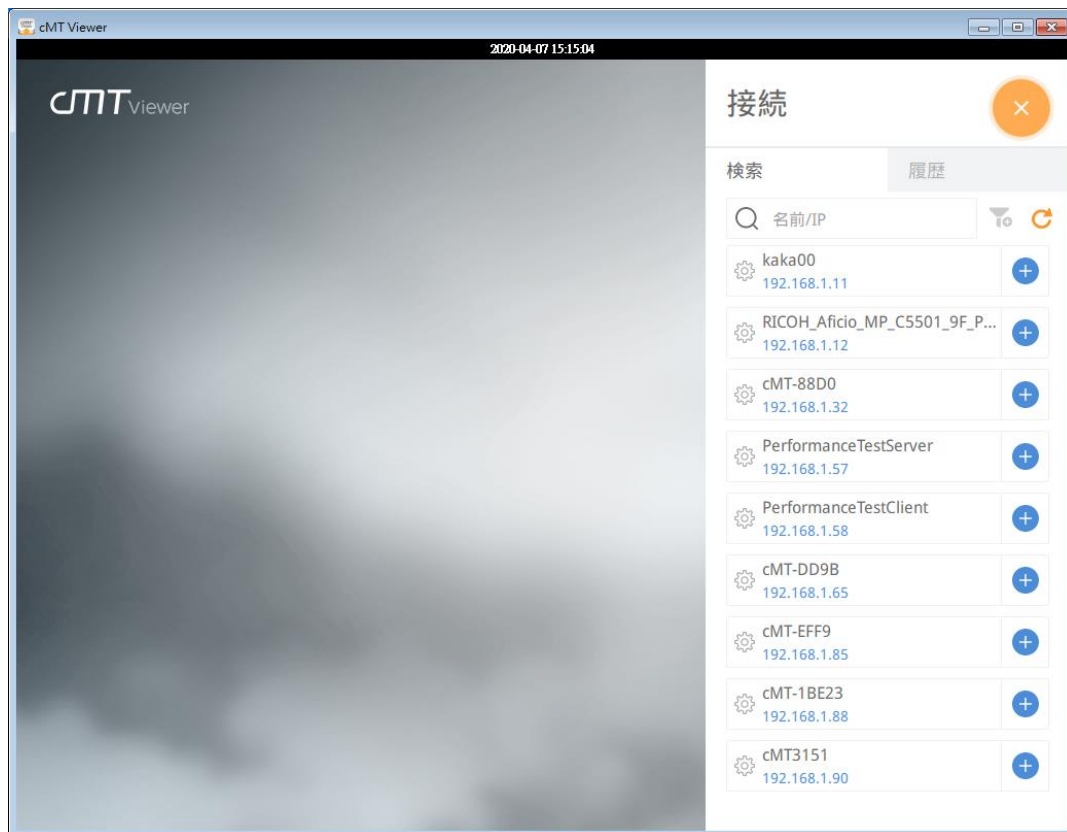 cMT Viewer
2020-04-07 15:15:04
cMT Viewer
接続
検索
履歴
名前/IP
kaka00
192.168.1.11
RICOH_Aficio_MP_C5501_9F_P...
192.168.1.12
cMT-88D0
192.168.1.32
PerformanceTestServer
192.168.1.57
PerformanceTestClient
192.168.1.58
cMT-DD9B
192.168.1.65
cMT-EFF9
192.168.1.85
cMT-1BE23
192.168.1.88
cMT3151
192.168.1.90